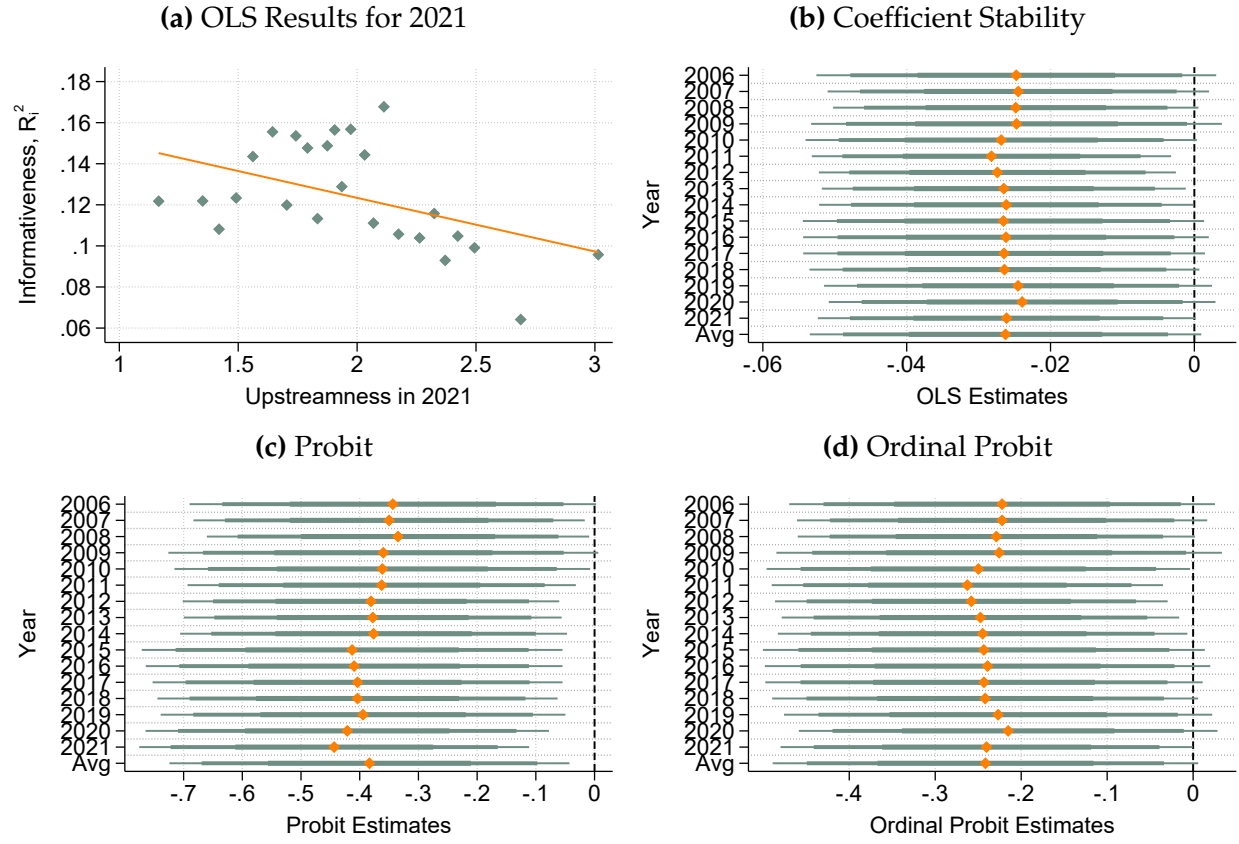 (a) OLS Results for 2021
Informativeness, R_i^2
.18
.16
.14
.12
.1
.08
.06
1 1.5 2 2.5 3
Upstreamness in 2021
(b) Coefficient Stability
Year
2006
2007
2008
2009
2010
2011
2012
2013
2014
2015
2016
2017
2018
2019
2020
2021
Avg
-.06 -.04 -.02 0
OLS Estimates
(c) Probit
Year
2006
2007
2008
2009
2010
2011
2012
2013
2014
2015
2016
2017
2018
2019
2020
2021
Avg
-.7 -.6 -.5 -.4 -.3 -.2 -.1 0
Probit Estimates
(d) Ordinal Probit
Year
2006
2007
2008
2009
2010
2011
2012
2013
2014
2015
2016
2017
2018
2019
2020
2021
Avg
-.4 -.3 -.2 -.1 0
Ordinal Probit Estimates